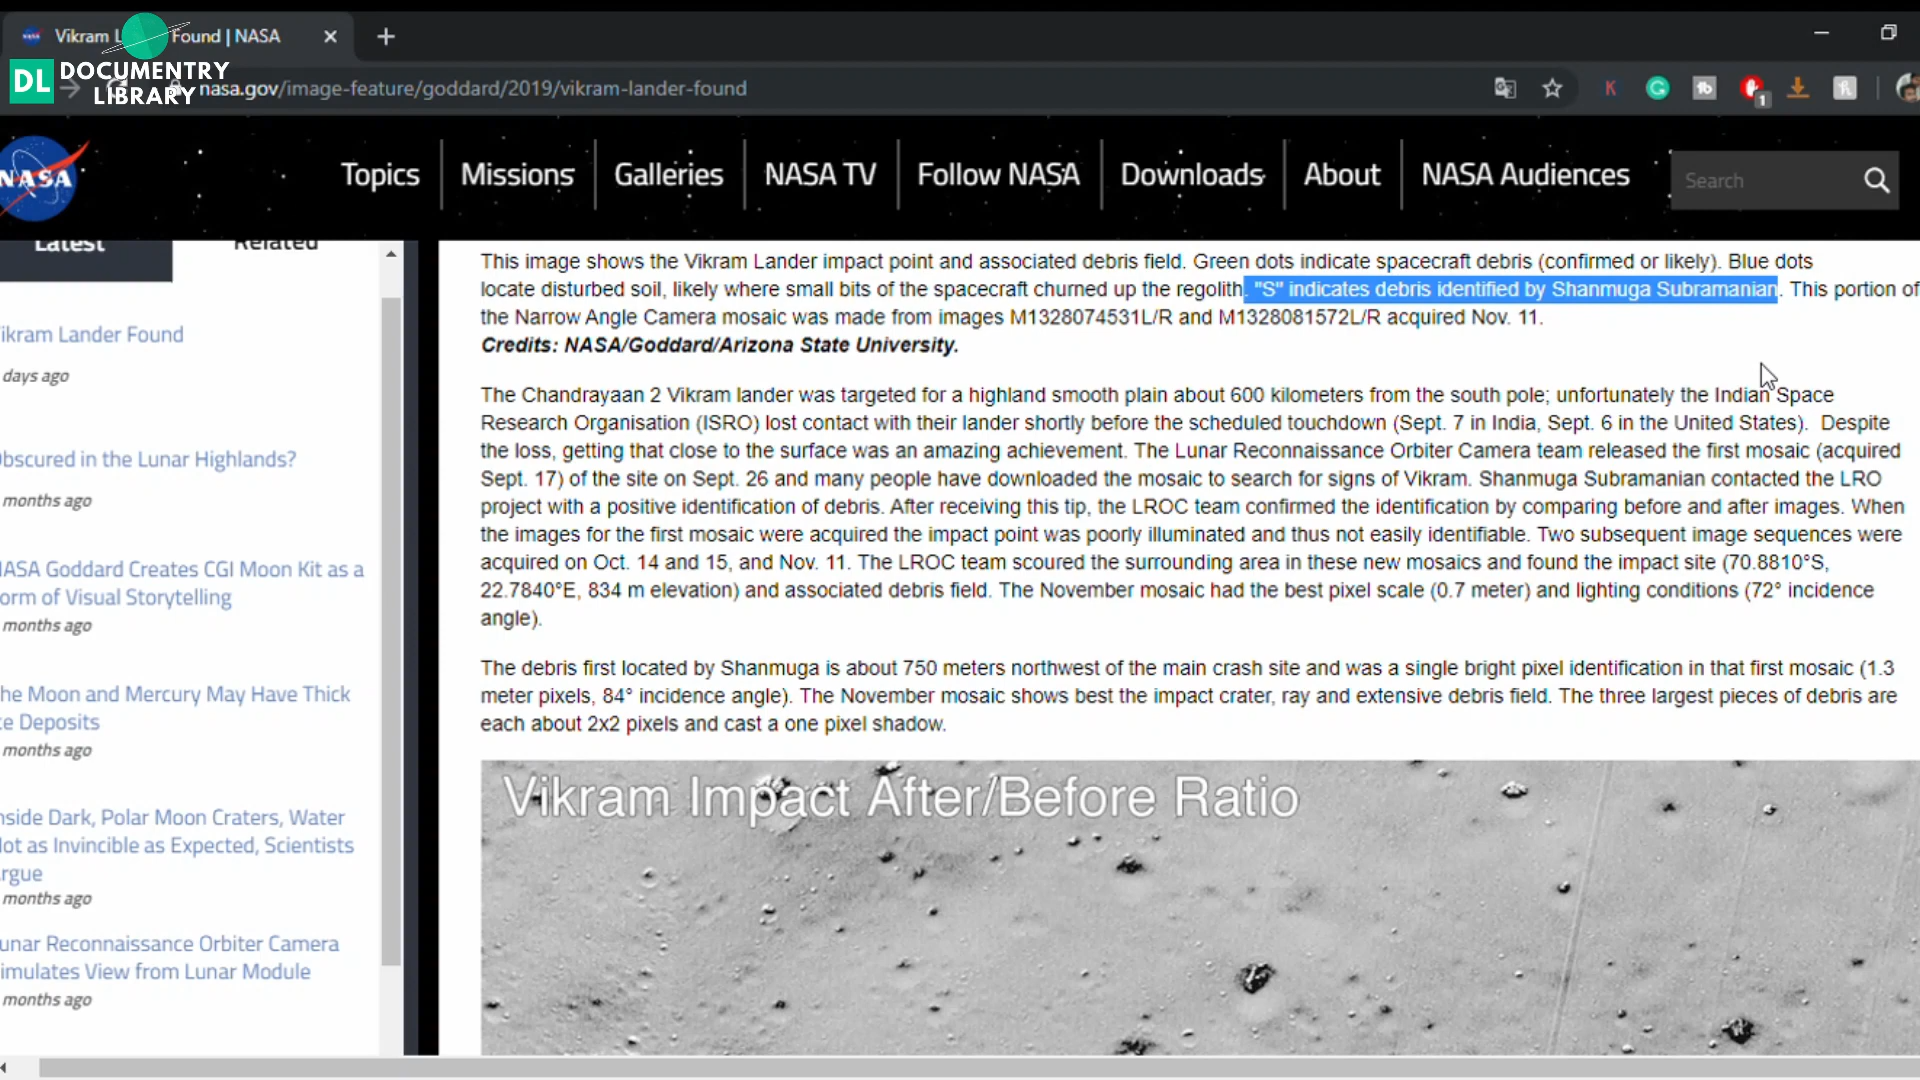 Vikram L Found | NASA
DL DOCUMENTRY
LIBRARY
nasa.gov/image-feature/goddard/2019/vikram-lander-found
1
NASA
Topics
Missions
Galleries
NASA TV
Follow NASA
Downloads
About
NASA Audiences
Search
Latest
Related
ikram Lander Found
days ago
bscured in the Lunar Highlands?
months ago
IASA Goddard Creates CGI Moon Kit as a
orm of Visual Storytelling
months ago
he Moon and Mercury May Have Thick
ce Deposits
months ago
nside Dark, Polar Moon Craters, Water
lot as Invincible as Expected, Scientists
rgue
months ago
unar Reconnaissance Orbiter Camera
imulates View from Lunar Module
months ago
This image shows the Vikram Lander impact point and associated debris field. Green dots indicate spacecraft debris (confirmed or likely). Blue dots
locate disturbed soil, likely where small bits of the spacecraft churned up the regolith. "S" indicates debris identified by Shanmuga Subramanian. This portion of
the Narrow Angle Camera mosaic was made from images M1328074531L/R and M1328081572L/R acquired Nov. 11.
Credits: NASA/Goddard/Arizona State University.
The Chandrayaan 2 Vikram lander was targeted for a highland smooth plain about 600 kilometers from the south pole; unfortunately the Indian Space
Research Organisation (ISRO) lost contact with their lander shortly before the scheduled touchdown (Sept. 7 in India, Sept. 6 in the United States). Despite
the loss, getting that close to the surface was an amazing achievement. The Lunar Reconnaissance Orbiter Camera team released the first mosaic (acquired
Sept. 17) of the site on Sept. 26 and many people have downloaded the mosaic to search for signs of Vikram. Shanmuga Subramanian contacted the LRO
project with a positive identification of debris. After receiving this tip, the LROC team confirmed the identification by comparing before and after images. When
the images for the first mosaic were acquired the impact point was poorly illuminated and thus not easily identifiable. Two subsequent image sequences were
acquired on Oct. 14 and 15, and Nov. 11. The LROC team scoured the surrounding area in these new mosaics and found the impact site (70.8810°S,
22.7840°E, 834 m elevation) and associated debris field. The November mosaic had the best pixel scale (0.7 meter) and lighting conditions (72° incidence
angle).
The debris first located by Shanmuga is about 750 meters northwest of the main crash site and was a single bright pixel identification in that first mosaic (1.3
meter pixels, 84° incidence angle). The November mosaic shows best the impact crater, ray and extensive debris field. The three largest pieces of debris are
each about 2x2 pixels and cast a one pixel shadow.
Vikram Impact After/Before Ratio